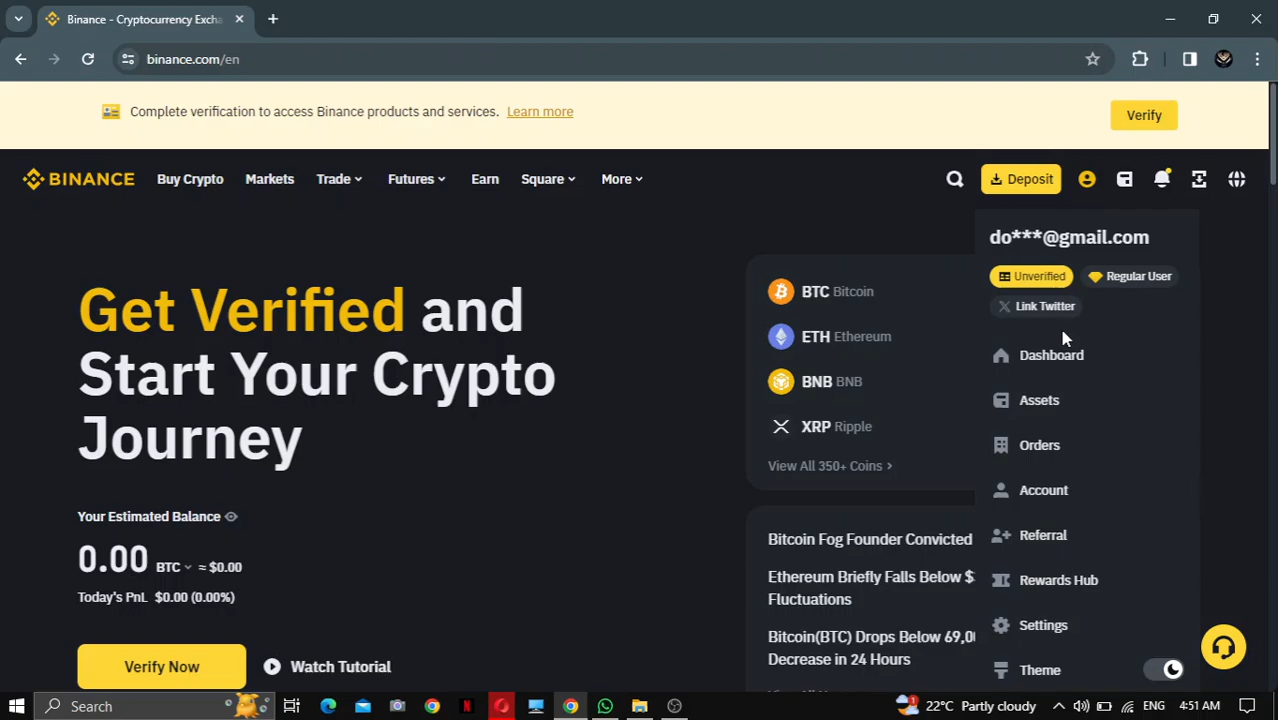 Binance - Cryptocurrency Excha
binance.com/en
Complete verification to access Binance products and services. Learn more
Verify
BINANCE
Buy Crypto
Markets
Trade
Futures
Earn
Square
More
Deposit
do***@gmail.com
Unverified
Regular User
Link Twitter
Dashboard
Assets
Orders
Account
Referral
Rewards Hub
Settings
Theme
Get Verified and
Start Your Crypto
Journey
Your Estimated Balance
0.00 BTC ≈ $0.00
Today's PnL $0.00 (0.00%)
Verify Now
Watch Tutorial
BTC Bitcoin
ETH Ethereum
BNB BNB
XRP Ripple
View All 350+ Coins
Bitcoin Fog Founder Convicted
Ethereum Briefly Falls Below $
Fluctuations
Bitcoin(BTC) Drops Below 69,0
Decrease in 24 Hours
Search
1
22°C Partly cloudy
ENG
4:51 AM